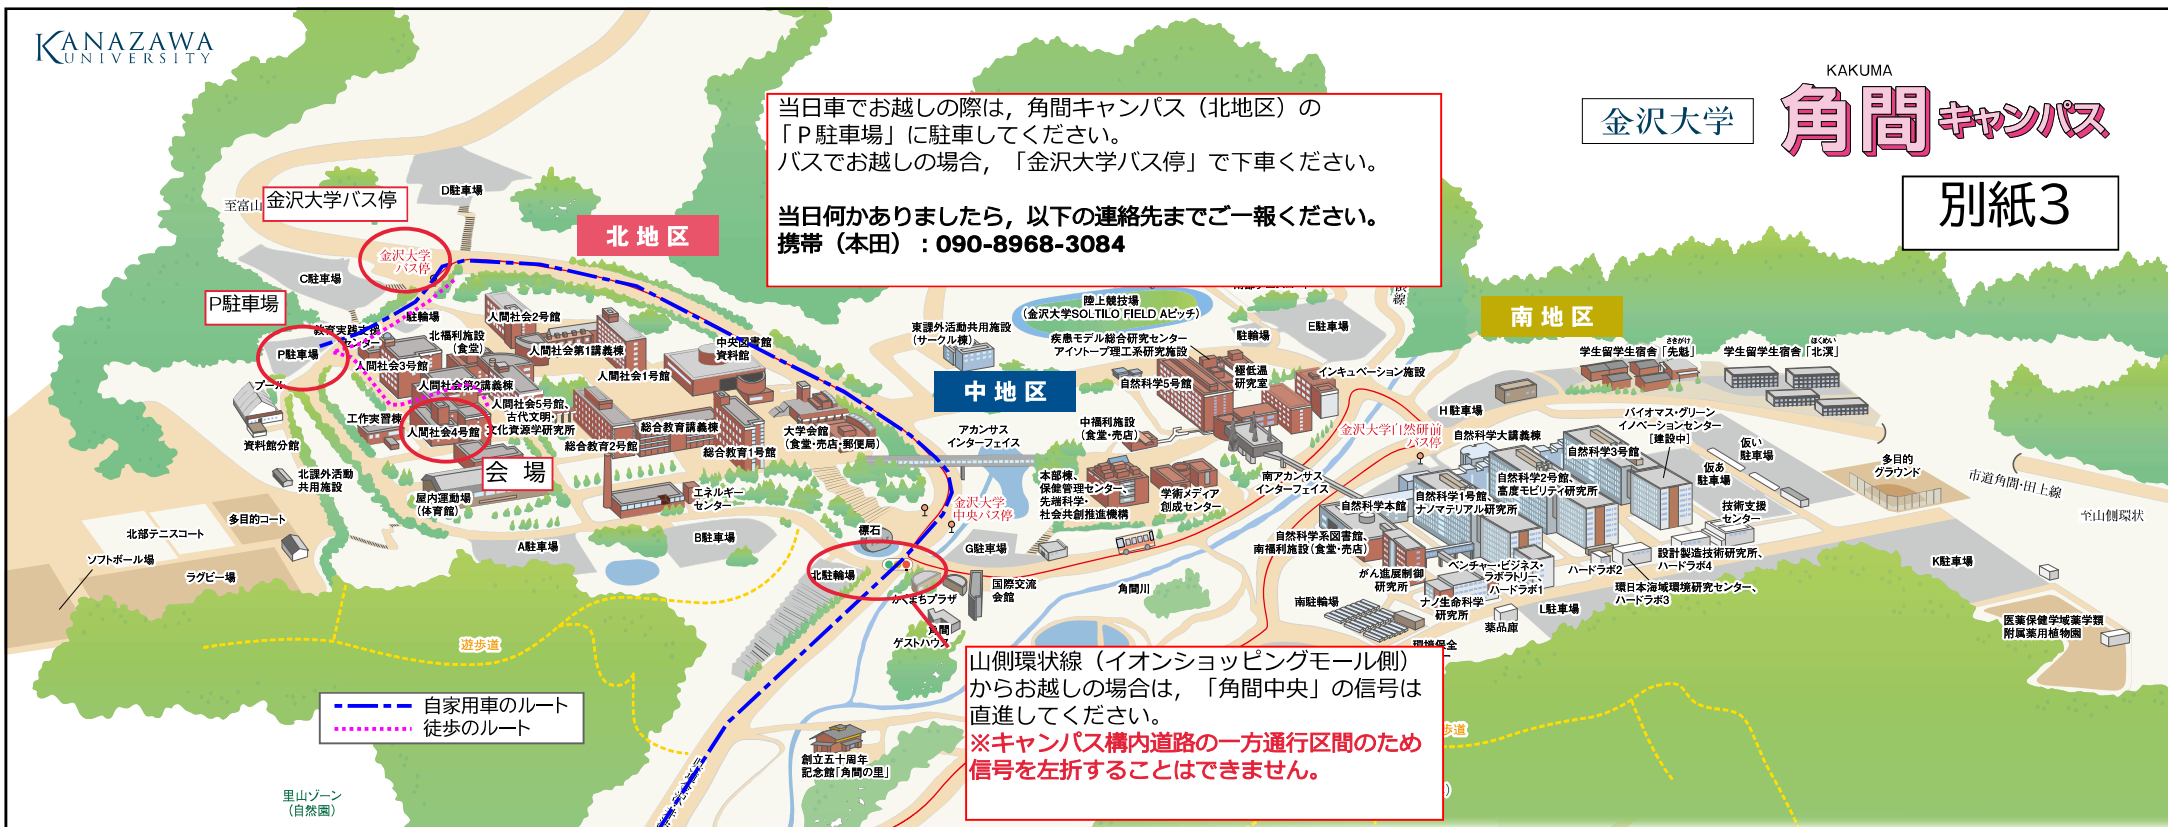 KANAZAWA
UNIVERSITY
KAKUMA
金沢大学
角間キャンパス
別紙3
当日車でお越しの際は，角間キャンパス（北地区）の
「Ｐ駐車場」に駐車してください。
バスでお越しの場合，「金沢大学バス停」で下車ください。
当日何かありましたら，以下の連絡先までご一報ください。
携帯（本田）：090-8968-3084
至富山
金沢大学バス停
D駐車場
北地区
金沢大学
バス停
C駐車場
P駐車場
駐輪場
教育実践支援
センター
P駐車場
プール
資料館分館
北福利施設
（食堂）
人間社会2号館
人間社会第1講義棟
人間社会1号館
人間社会3号館
人間社会第2講義棟
人間社会5号館、
古代文明・
文化資源学研究所
工作実習棟
人間社会4号館
会 場
中央図書館
資料館
総合教育2号館
総合教育講義棟
総合教育1号館
大学会館
（食堂・売店・郵便局）
北課外活動
共用施設
屋内運動場
（体育館）
エネルギー
センター
多目的コート
北部テニスコート
ソフトボール場
ラグビー場
A駐車場
B駐車場
標石
北駐輪場
中地区
東課外活動共用施設
（サークル棟）
陸上競技場
（金沢大学SOLTILO FIELD Aピッチ）
疾患モデル総合研究センター
アイソトープ理工系研究施設
駐輪場
E駐車場
自然科学5号館
極低温
研究室
インキュベーション施設
中福利施設
（食堂・売店）
アカンサス
インターフェイス
金沢大学
中央バス停
本部棟、
保健管理センター、
先端科学・
社会共創推進機構
学術メディア
創成センター
南アカンサス
インターフェイス
G駐車場
国際交流
会館
かくまちプラザ
角間
ゲストハウス
角間川
南地区
学生留学生宿舎「先魁」
さきがけ
学生留学生宿舎「北溟」
ほくめい
H駐車場
金沢大学自然研前
バス停
自然科学大講義棟
バイオマス・グリーン
イノベーションセンター
［建設中］
自然科学3号館
仮い
駐車場
仮あ
駐車場
自然科学2号館、
高度モビリティ研究所
自然科学1号館、
ナノマテリアル研究所
自然科学本館
自然科学系図書館、
南福利施設（食堂・売店）
がん進展制御
研究所
ベンチャー・ビジネス・
ラボラトリー、
ハードラボ1
ナノ生命科学
研究所
薬品庫
ハードラボ2
L駐車場
技術支援
センター
設計製造技術研究所、
ハードラボ4
環日本海域環境研究センター、
ハードラボ3
南駐輪場
環境保全
多目的
グラウンド
市道角間・田上線
至山側環状
K駐車場
医薬保健学域薬学類
附属薬用植物園
遊歩道
自家用車のルート
徒歩のルート
里山ゾーン
（自然園）
創立五十周年
記念館「角間の里」
山側環状線（イオンショッピングモール側）
からお越しの場合は，「角間中央」の信号は
直進してください。
※キャンパス構内道路の一方通行区間のため
信号を左折することはできません。
歩道